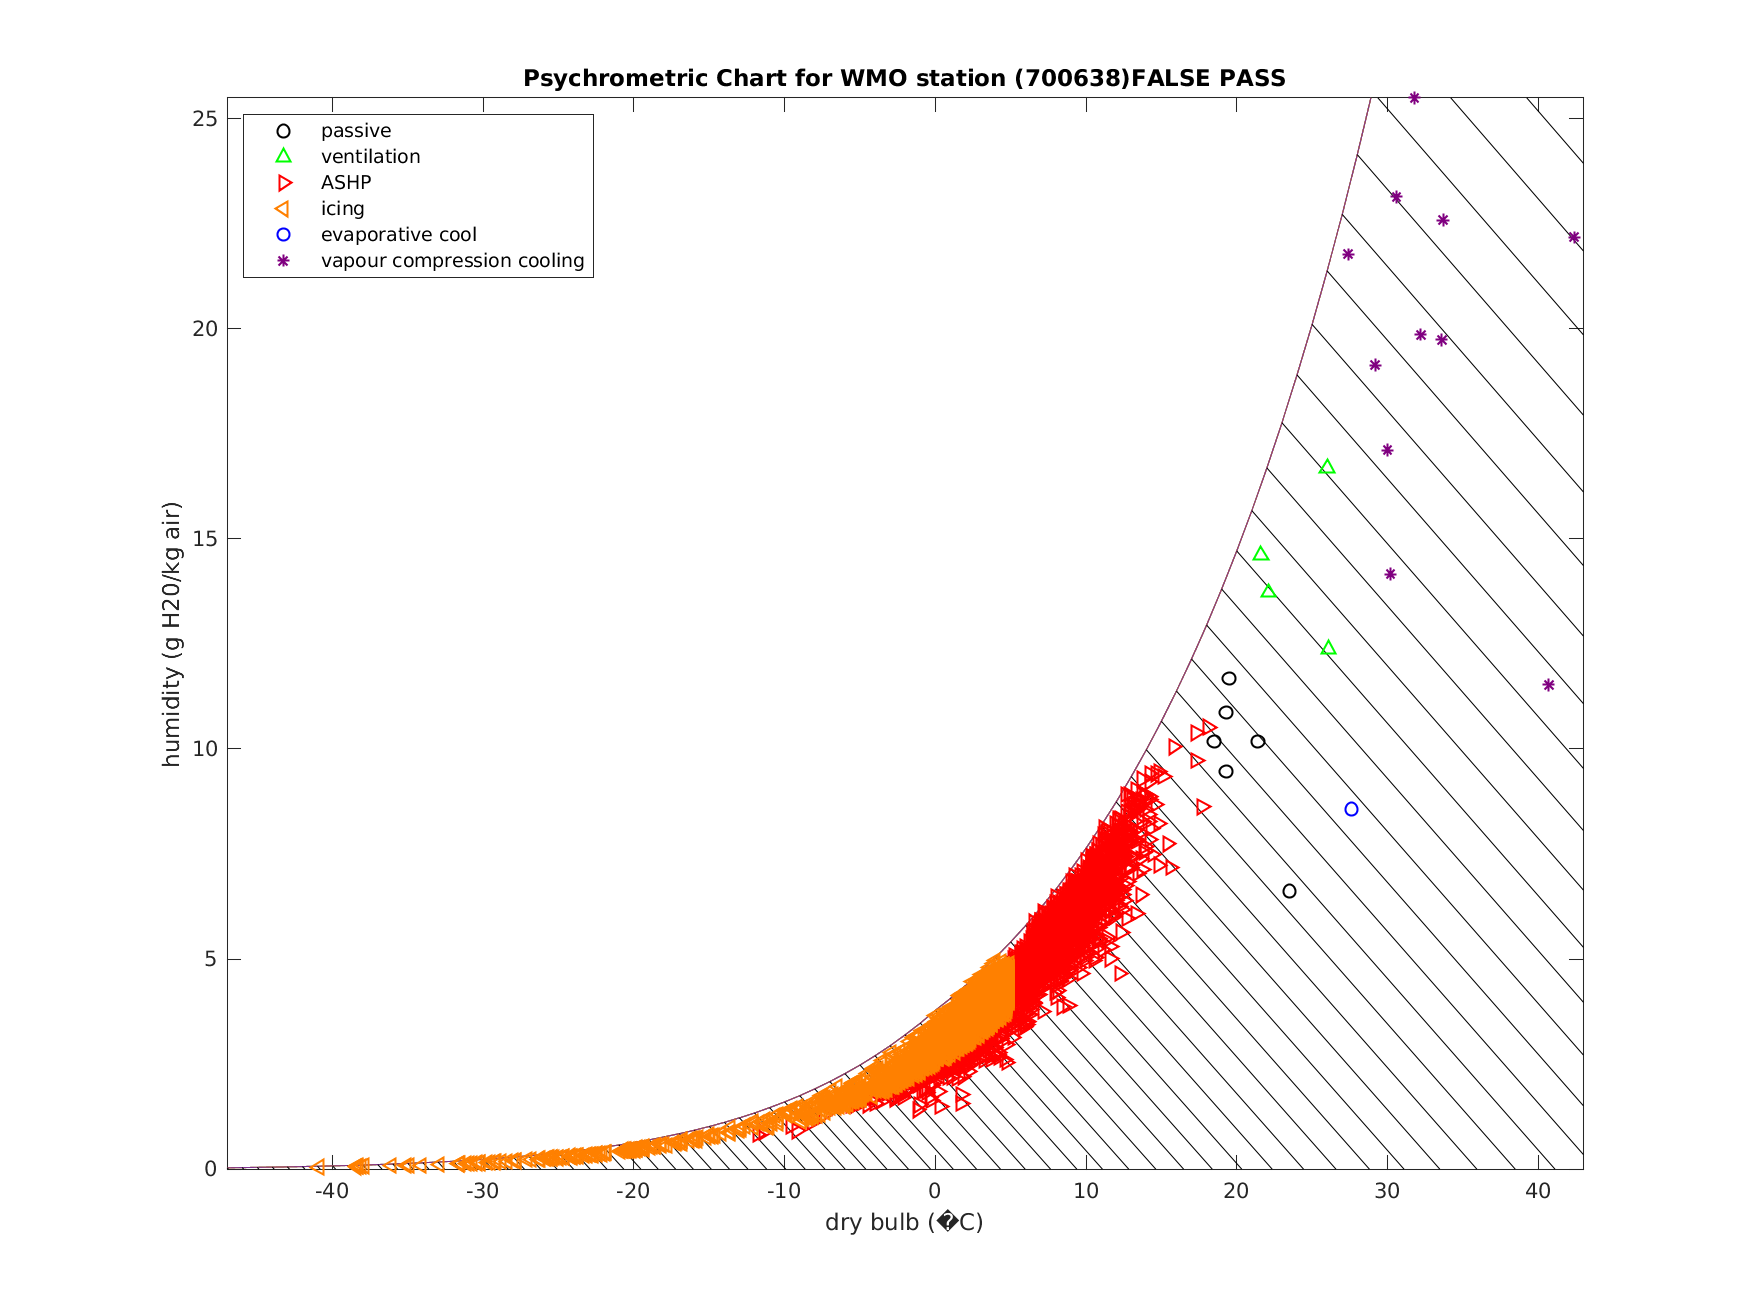 Psychrometric Chart for WMO station (700638)FALSE PASS
passive
ventilation
ASHP
icing
evaporative cool
vapour compression cooling
25
20
15
10
5
0
humidity (g H20/kg air)
-40 -30 -20 -10 0 10 20 30 40
dry bulb (�C)